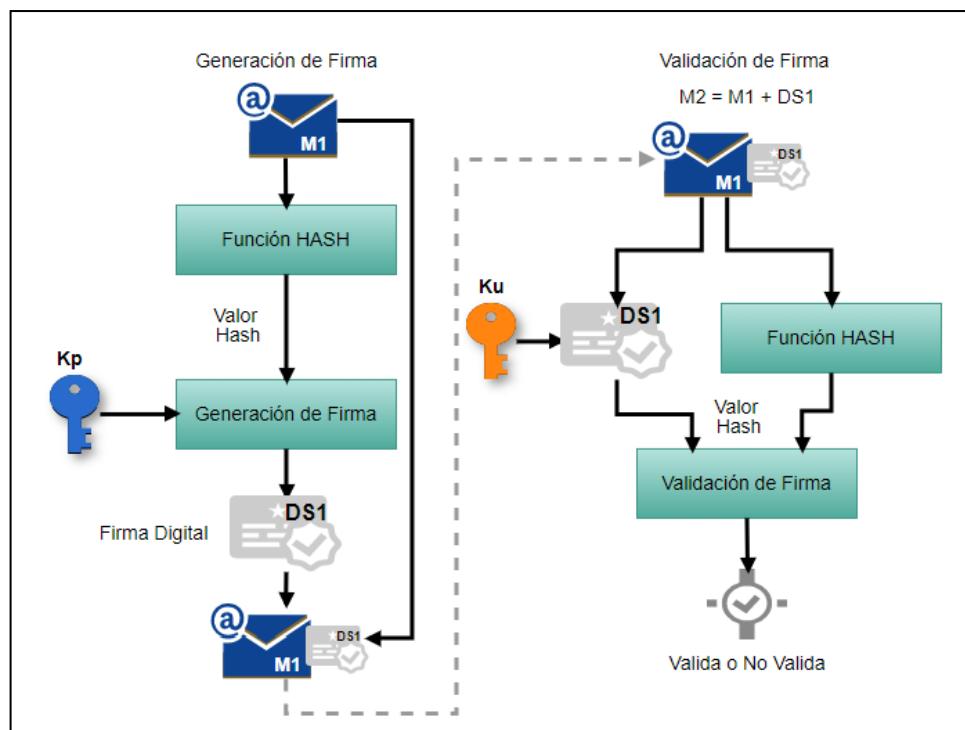 Generación de Firma
M1
Función HASH
Valor
Hash
Kp
Generación de Firma
DS1
Firma Digital
DS1
M1
Validación de Firma
M2 = M1 + DS1
DS1
M1
Ku
DS1
Función HASH
Valor
Hash
Validación de Firma
Valida o No Valida